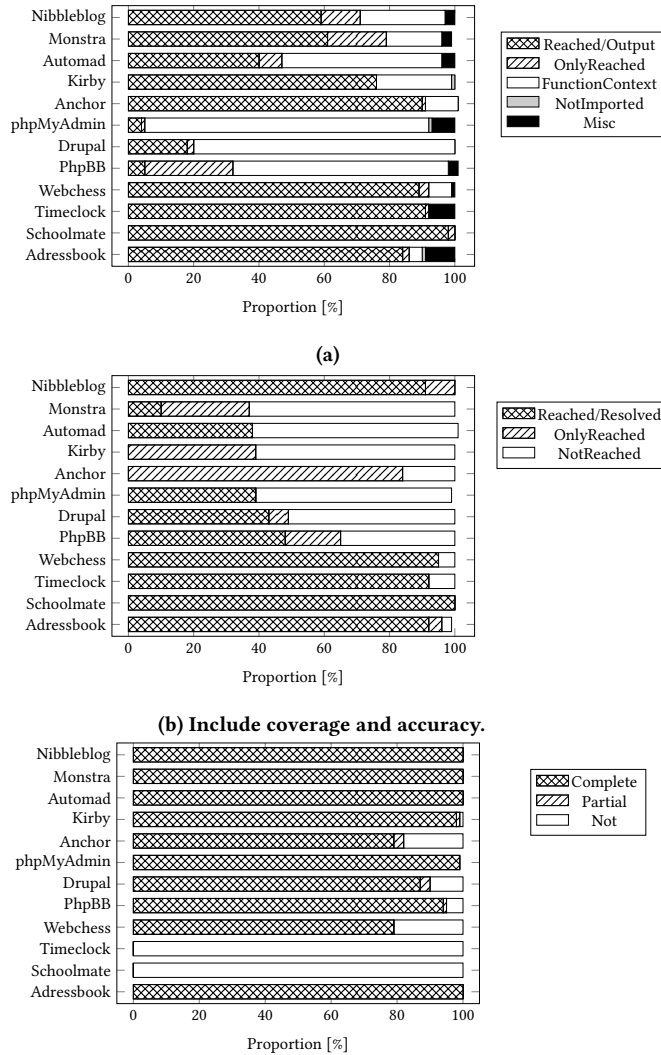 Nibbleblog
Monstra
Automad
Kirby
Anchor
phpMyAdmin
Drupal
PhpBB
Webchess
Timeclock
Schoolmate
Adressbook
0 20 40 60 80 100
Proportion [%]
Reached/Output
OnlyReached
FunctionContext
NotImported
Misc
(a)
Nibbleblog
Monstra
Automad
Kirby
Anchor
phpMyAdmin
Drupal
PhpBB
Webchess
Timeclock
Schoolmate
Adressbook
0 20 40 60 80 100
Proportion [%]
Reached/Resolved
OnlyReached
NotReached
(b) Include coverage and accuracy.
Nibbleblog
Monstra
Automad
Kirby
Anchor
phpMyAdmin
Drupal
PhpBB
Webchess
Timeclock
Schoolmate
Adressbook
0 20 40 60 80 100
Proportion [%]
Complete
Partial
Not